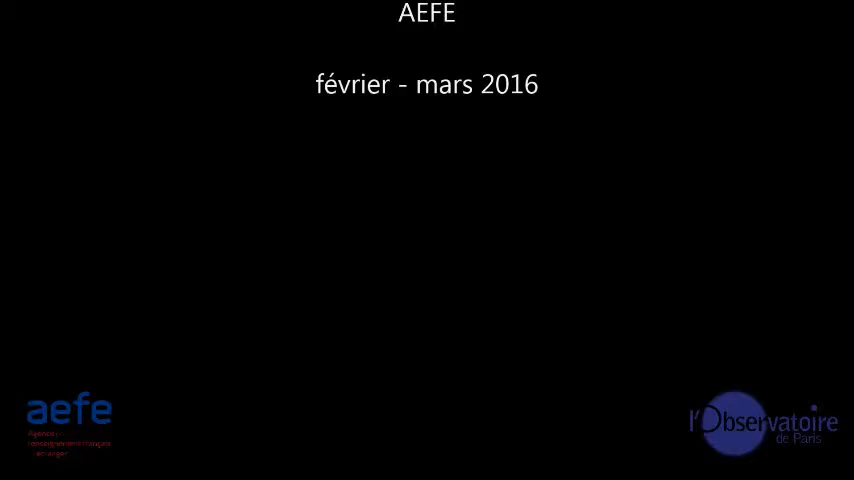 AEFE
février - mars 2016
aefe
l'Observatoire
de Paris